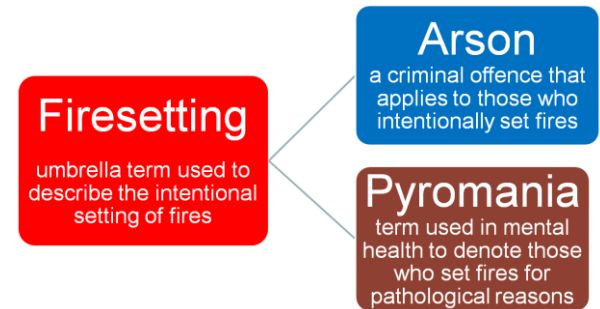 Firesetting
umbrella term used to
describe the intentional
setting of fires
Arson
a criminal offence that
applies to those who
intentionally set fires
Pyromania
term used in mental
health to denote those
who set fires for
pathological reasons